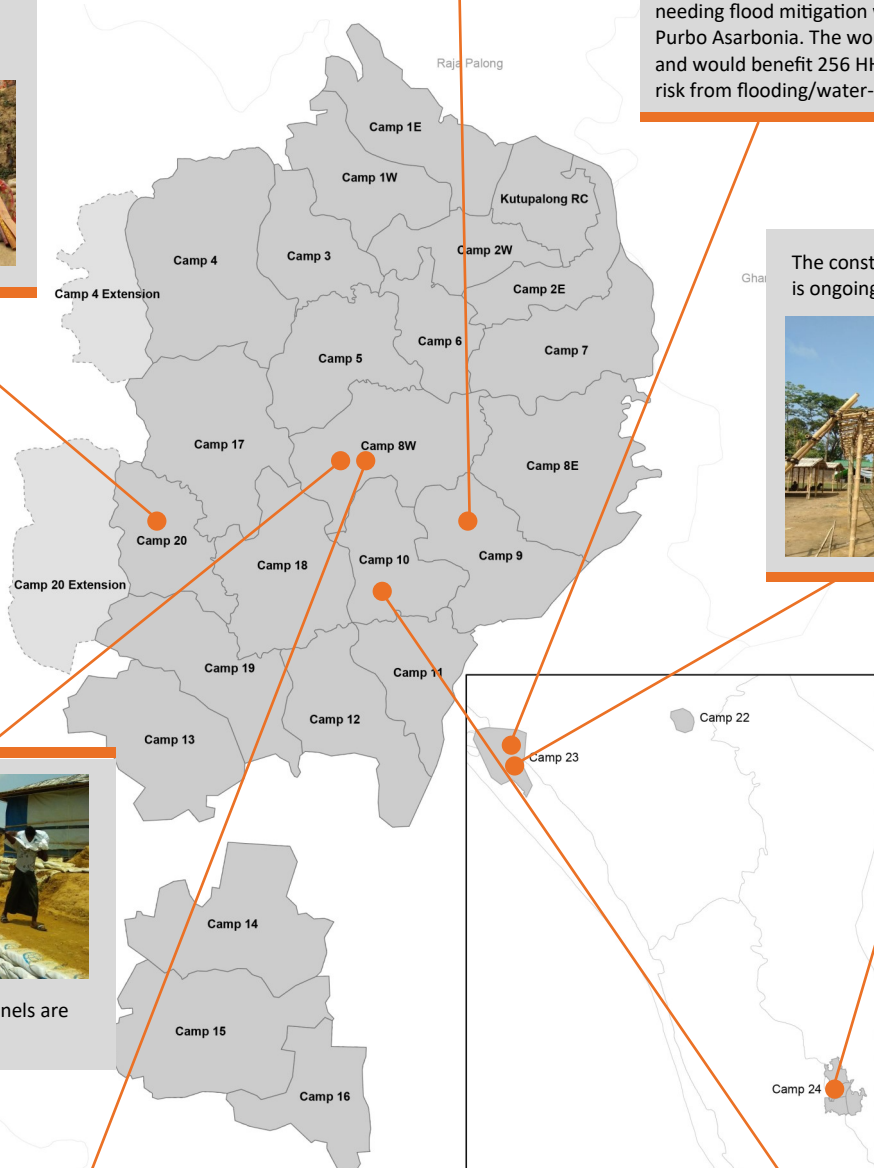 needing flood mitigation
Purbo Asarbonia. The
and would benefit 256
risk from flooding/water-
Raja Palong
Camp 1E
Camp 1W
Kutupalong RC
Camp 4
Camp 3
Camp 2W
Camp 2E
Camp 4 Extension
The
is ongoing
Camp 5
Camp 6
Camp 7
Camp 17
Camp 8W
Camp 8E
Camp 20
Camp 18
Camp 10
Camp 9
Camp 20 Extension
Camp 19
Camp 11
Camp 12
Camp 13
Camp 22
Camp 23
Camp 14
are
Camp 15
Camp 16
Camp 24